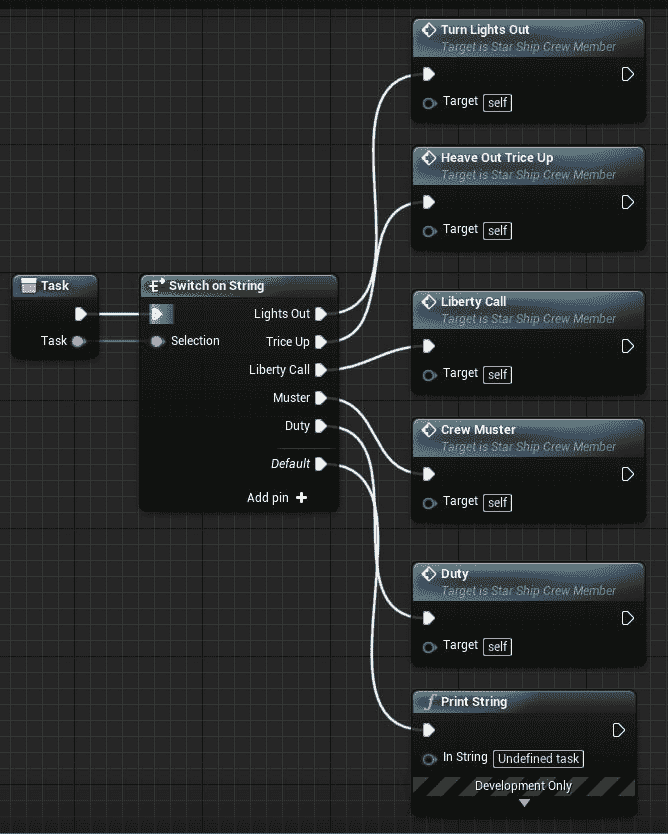 Turn Lights Out
Target is Star Ship Crew Member
Target self
Heave Out Trice Up
Target is Star Ship Crew Member
Target self
Task
Task
Switch on String
Selection
Lights Out
Trice Up
Liberty Call
Muster
Duty
Default
Add pin
Liberty Call
Target is Star Ship Crew Member
Target self
Crew Muster
Target is Star Ship Crew Member
Target self
Duty
Target is Star Ship Crew Member
Target self
f Print String
In String Undefined task
Development Only